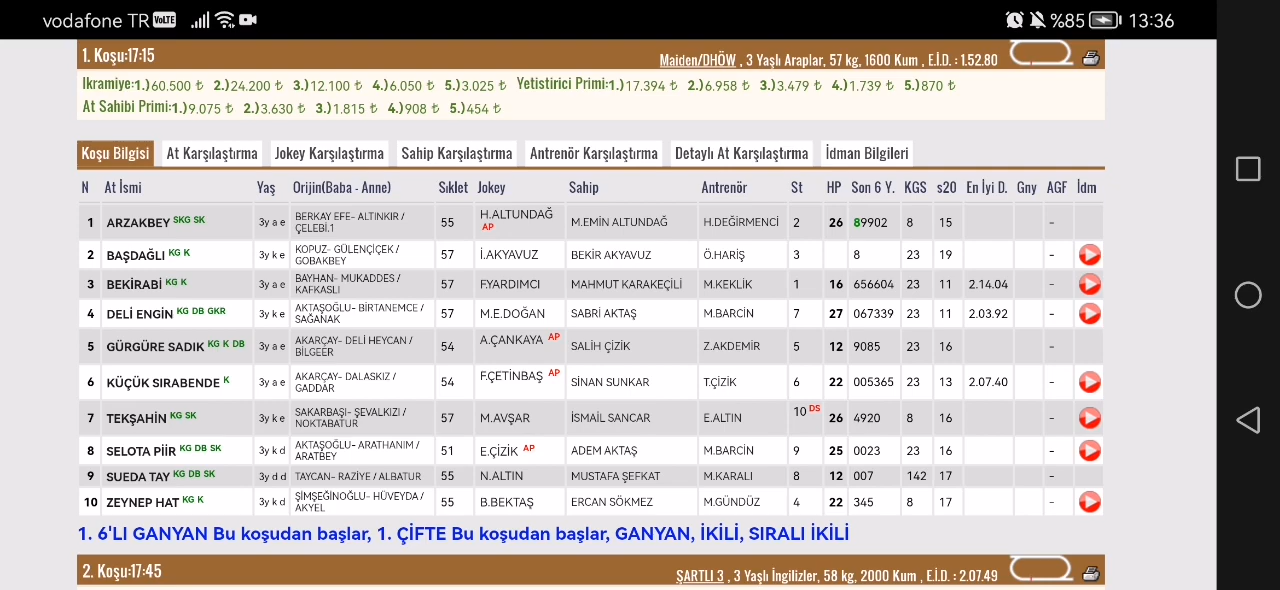 vodafone TR VoLTE %85 13:36
1. Koşu:17:15 Maiden/DHÖW , 3 Yaşlı Araplar, 57 kg, 1600 Kum , E.İ.D. : 1.52.80
Ikramiye:1.)60.500 ₺ 2.)24.200 ₺ 3.)12.100 ₺ 4.)6.050 ₺ 5.)3.025 ₺ Yetistirici Primi:1.)17.394 ₺ 2.)6.958 ₺ 3.)3.479 ₺ 4.)1.739 ₺ 5.)870 ₺
At Sahibi Primi:1.)9.075 ₺ 2.)3.630 ₺ 3.)1.815 ₺ 4.)908 ₺ 5.)454 ₺
Koşu Bilgisi At Karşılaştırma Jokey Karşılaştırma Sahip Karşılaştırma Antrenör Karşılaştırma Detaylı At Karşılaştırma İdman Bilgileri
N At İsmi Yaş Orijin(Baba - Anne) Sıklet Jokey Sahip Antrenör St HP Son 6 Y. KGS s20 En İyi D. Gny AGF İdm
1 ARZAKBEY SKG SK 3y a e BERKAY EFE- ALTINKIR / ÇELEBİ.1 55 H.ALTUNDAĞ AP M.EMİN ALTUNDAĞ H.DEĞİRMENCİ 2 26 89902 8 15 -
2 BAŞDAĞLI KG K 3y k e KOPUZ- GÜLENÇİÇEK / GOBAKBEY 57 İ.AKYAVUZ BEKİR AKYAVUZ Ö.HARİŞ 3 8 23 19 -
3 BEKİRABİ KG K 3y a e BAYHAN- MUKADDES / KAFKASLI 57 F.YARDIMCI MAHMUT KARAKEÇİLİ M.KEKLİK 1 16 656604 23 11 2.14.04 -
4 DELİ ENGİN KG DB GKR 3y k e AKTAŞOĞLU- BİRTANEMCE / SAĞANAK 57 M.E.DOĞAN SABRİ AKTAŞ M.BARCİN 7 27 067339 23 11 2.03.92 -
5 GÜRGÜRE SADIK KG K DB 3y a e AKARÇAY- DELİ HEYCAN / BİLGEER 54 A.ÇANKAYA AP SALİH ÇİZİK Z.AKDEMİR 5 12 9085 23 16 -
6 KÜÇÜK SIRABENDE K 3y a e AKARÇAY- DALASKIZ / GADDAR 54 F.ÇETİNBAŞ AP SİNAN SUNKAR T.ÇİZİK 6 22 005365 23 13 2.07.40 -
7 TEKŞAHİN KG SK 3y k e SAKARBAŞI- ŞEVALKIZI / NOKTABATUR 57 M.AVŞAR İSMAİL SANCAR E.ALTIN 10 DS 26 4920 8 16 -
8 SELOTA PİİR KG DB SK 3y k d AKTAŞOĞLU- ARATHANIM / ARATBEY 51 E.ÇİZİK AP ADEM AKTAŞ M.BARCİN 9 25 0023 23 16 -
9 SUEDA TAY KG DB SK 3y d d TAYCAN- RAZİYE / ALBATUR 55 N.ALTIN MUSTAFA ŞEFKAT M.KARALI 8 12 007 142 17 -
10 ZEYNEP HAT KG K 3y k d ŞİMŞEĞİNOĞLU- HÜVEYDA / AKYEL 55 B.BEKTAŞ ERCAN SÖKMEZ M.GÜNDÜZ 4 22 345 8 17 -
1. 6'LI GANYAN Bu koşudan başlar, 1. ÇİFTE Bu koşudan başlar, GANYAN, İKİLİ, SIRALI İKİLİ
2. Koşu:17:45 ŞARTLI 3 , 3 Yaşlı İngilizler, 58 kg, 2000 Kum , E.İ.D. : 2.07.49